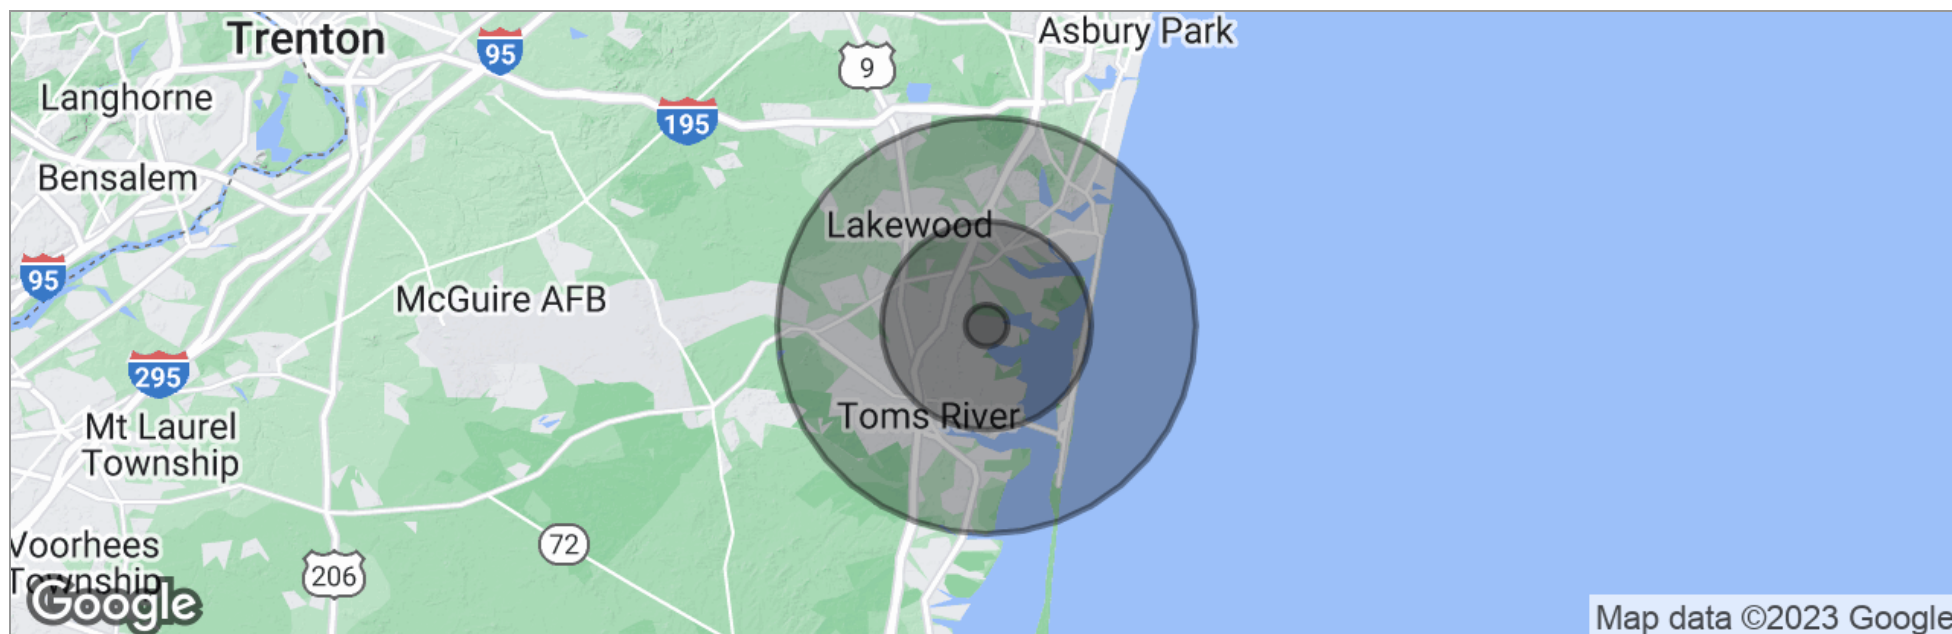 Trenton
95
9
Asbury Park
Langhorne
195
Bensalem
Lakewood
95
McGuire AFB
295
Mt Laurel
Township
Toms River
Voorhees
Township
72
206
Google
Map data ©2023 Google